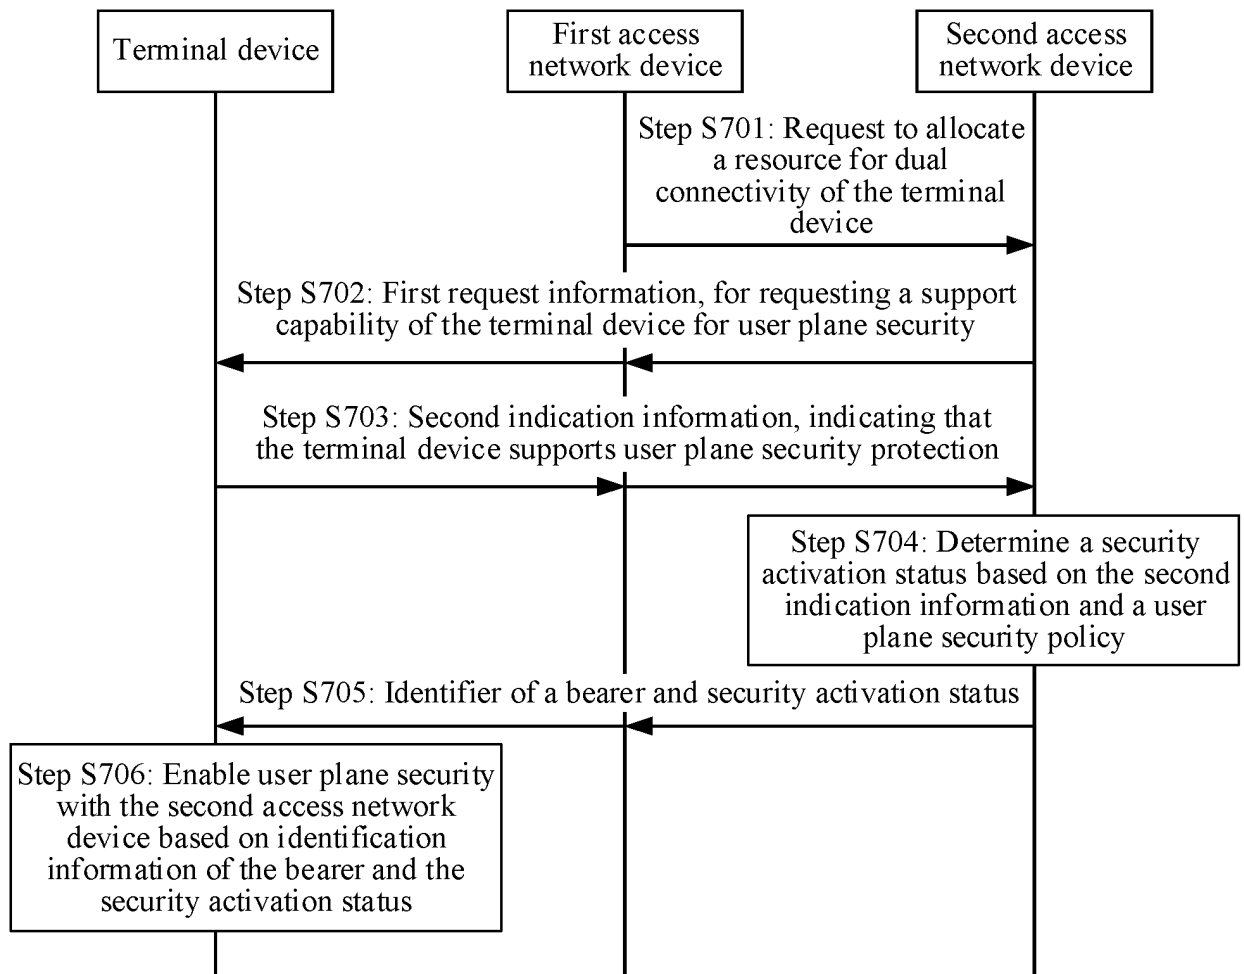 Terminal device
First access
network device
Second access
network device
Step S701: Request to allocate
a resource for dual
connectivity of the terminal
device
Step S702: First request information, for requesting a support
capability of the terminal device for user plane security
Step S703: Second indication information, indicating that
the terminal device supports user plane security protection
Step S704: Determine a security
activation status based on the second
indication information and a user
plane security policy
Step S705: Identifier of a bearer and security activation status
Step S706: Enable user plane security
with the second access network
device based on identification
information of the bearer and the
security activation status